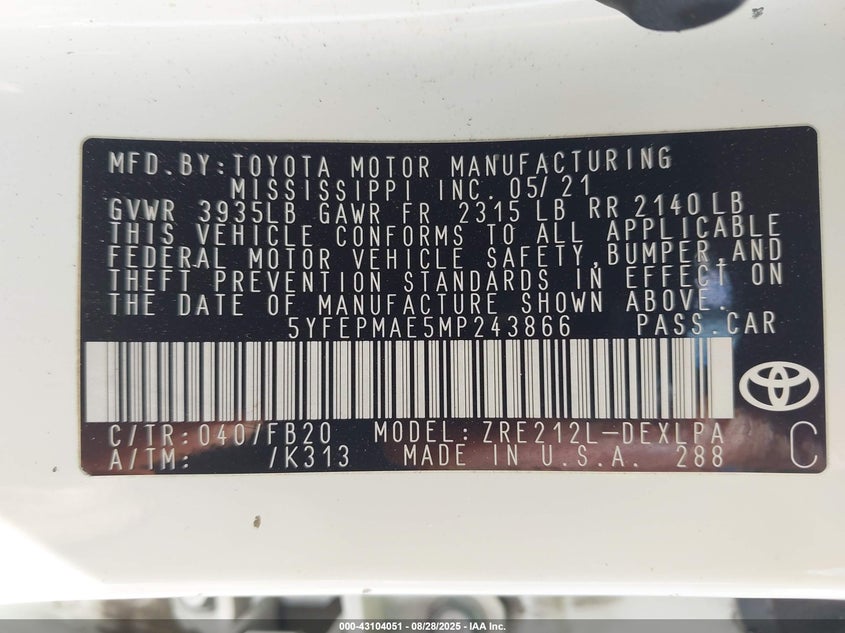 MFD.BY:TOYOTA MOTOR MANUFACTURING
MISSISSIPPI INC. 05/21
GVWR 3935LB GAWR FR 2315 LB RR 2140 LB
THIS VEHICLE CONFORMS TO ALL APPLICABLE
FEDERAL MOTOR VEHICLE SAFETY,BUMPER,AND
THEFT PREVENTION STANDARDS IN EFFECT ON
THE DATE OF MANUFACTURE SHOWN ABOVE.
5YFEPMAE5MP243866 PASS.CAR
C/TR:040/FB20 MODEL:ZRE212L-DEXLPA
A/TM: /K313 MADE IN U.S.A. 288 C
000-43104051 | 08/28/2025 - IAA Inc.